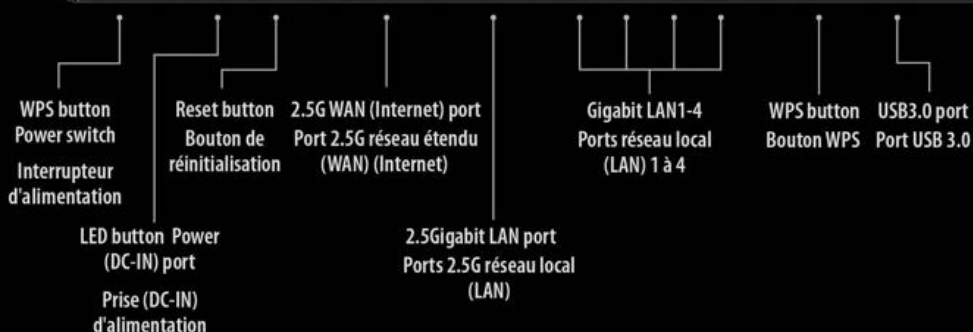 WPS button
Power switch
Interrupteur
d'alimentation
LED button Power
(DC-IN) port
Prise (DC-IN)
d'alimentation
Reset button
Bouton de
réinitialisation
2.5G WAN (Internet) port
Port 2.5G réseau étendu
(WAN) (Internet)
2.5Gigabit LAN port
Ports 2.5G réseau local
(LAN)
Gigabit LAN1-4
Ports réseau local
(LAN) 1 à 4
WPS button
Bouton WPS
USB3.0 port
Port USB 3.0